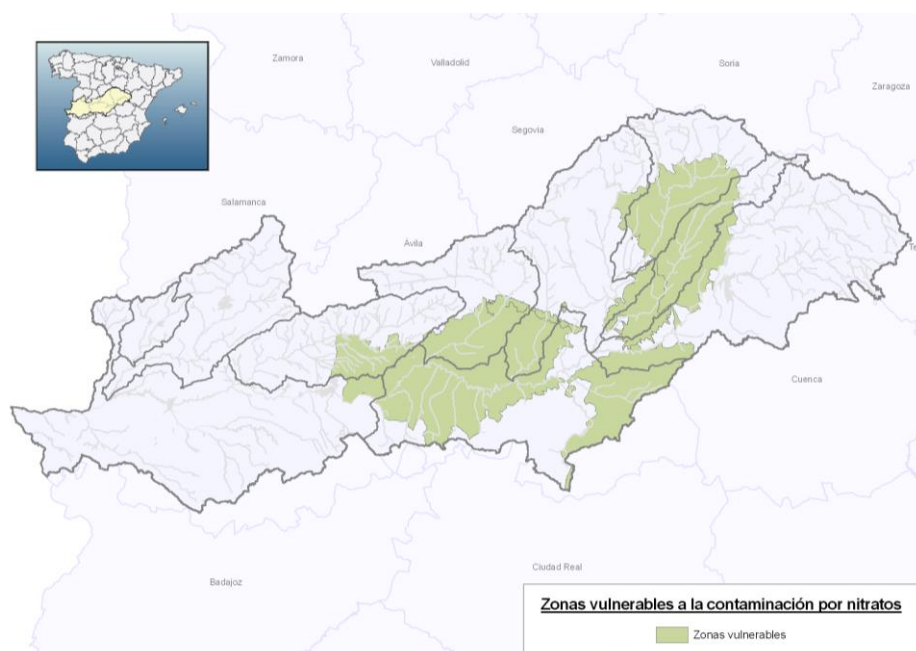 Zamora
Valladolid
Soria
Zaragoza
Segovia
Salamanca
Ávila
Te
Cuenca
Badajoz
Ciudad Real
Zonas vulnerables a la contaminación por nitratos
Zonas vulnerables